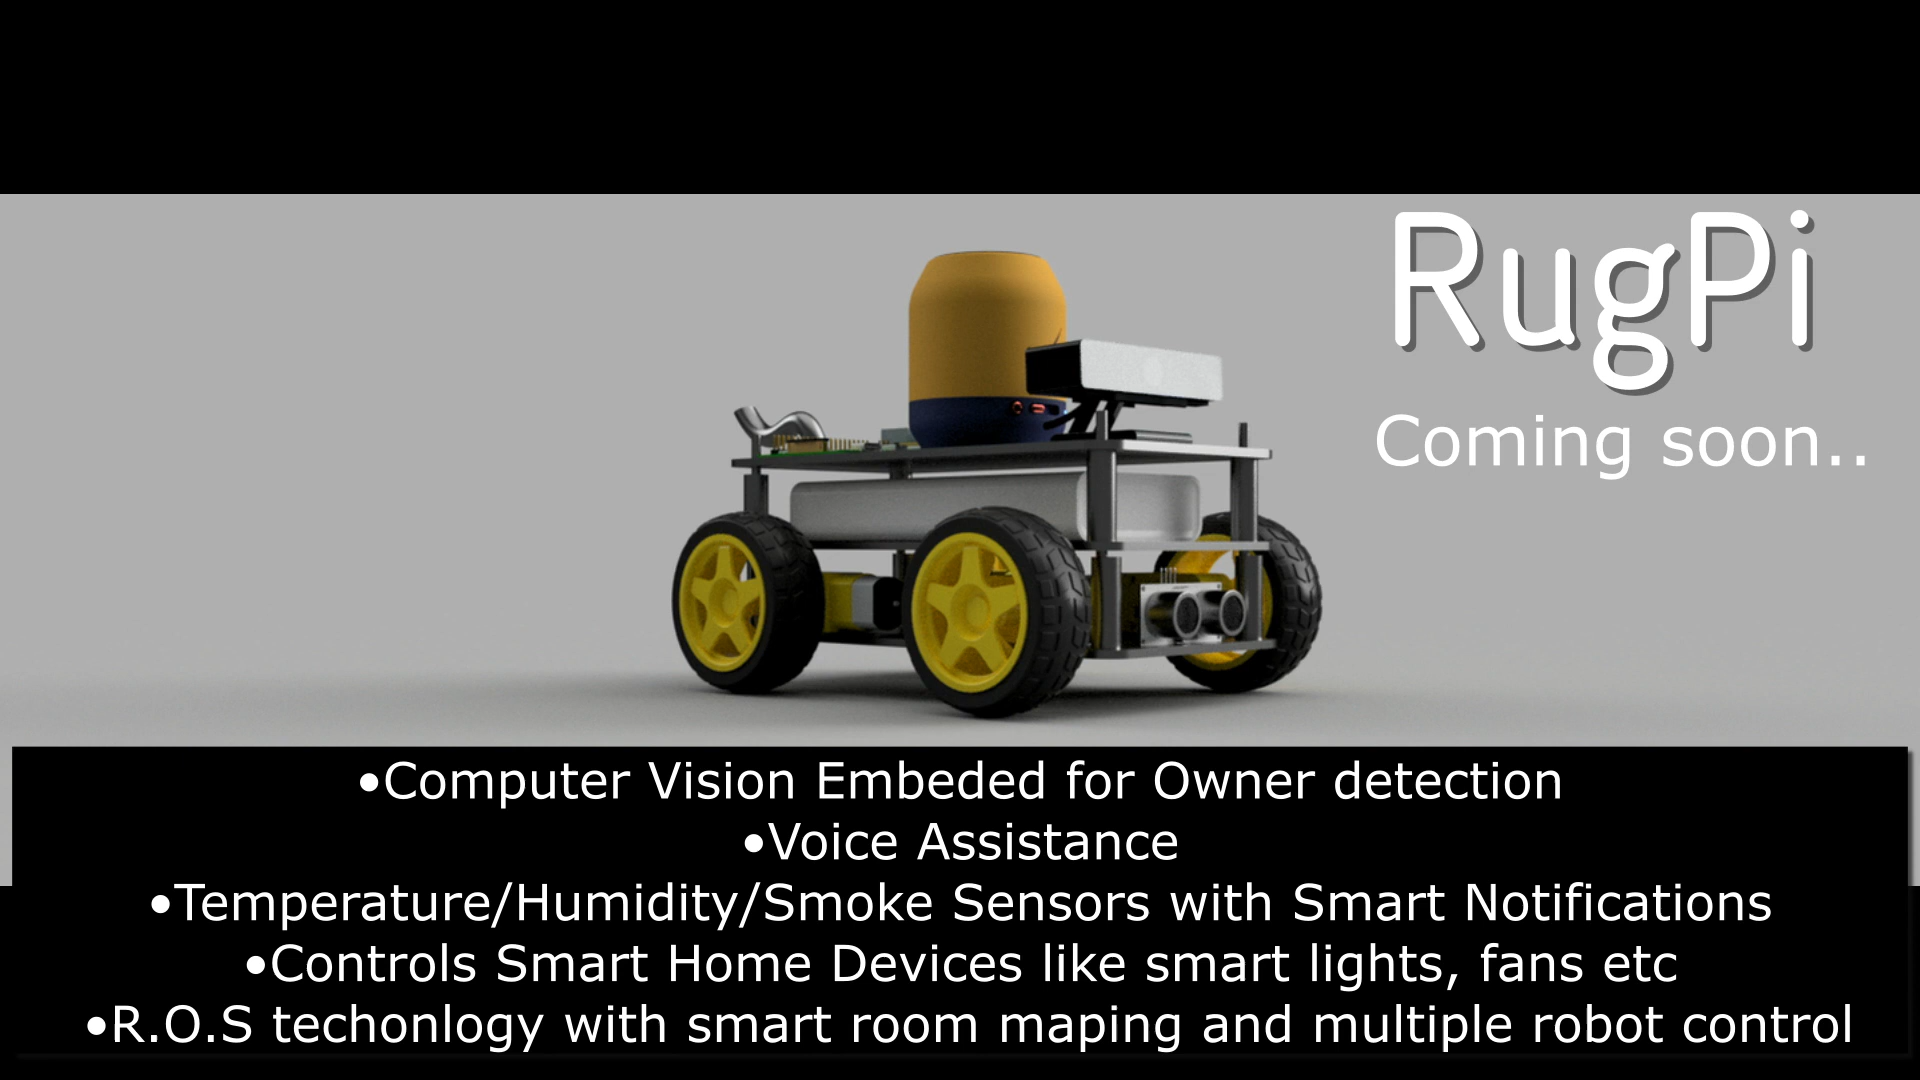 RugPi
Coming soon..
•Computer Vision Embeded for Owner detection
•Voice Assistance
•Temperature/Humidity/Smoke Sensors with Smart Notifications
•Controls Smart Home Devices like smart lights, fans etc
•R.O.S techonlogy with smart room maping and multiple robot control